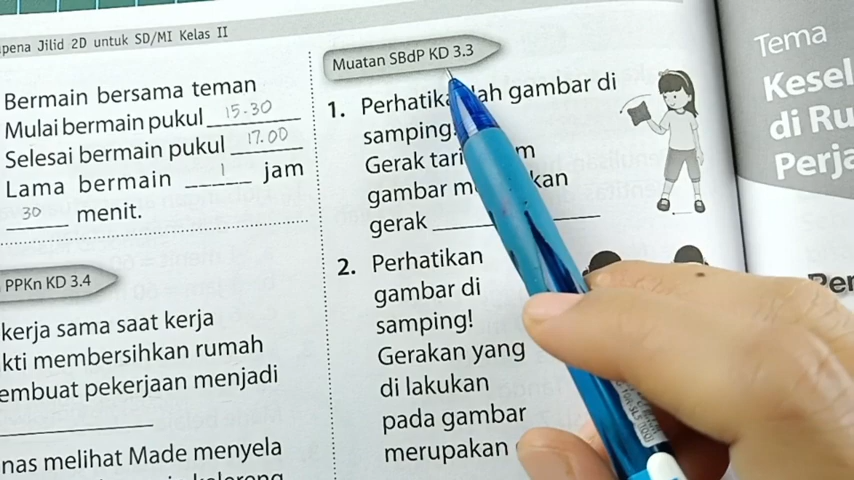 pena Jilid 2D untuk SD/MI Kelas II
Bermain bersama teman
Mulai bermain pukul 15.30
Selesai bermain pukul 17.00
Lama bermain 1 jam
30 menit.
PPKn KD 3.4
kerja sama saat kerja
kti membersihkan rumah
embuat pekerjaan menjadi
nas melihat Made menyela
Muatan SBdP KD 3.3
1. Perhatika lah gambar di
samping!
Gerak tari m
gambar m kan
gerak
2. Perhatikan
gambar di
samping!
Gerakan yang
di lakukan
pada gambar
merupakan
Tema
Kesel
di Ru
Perja